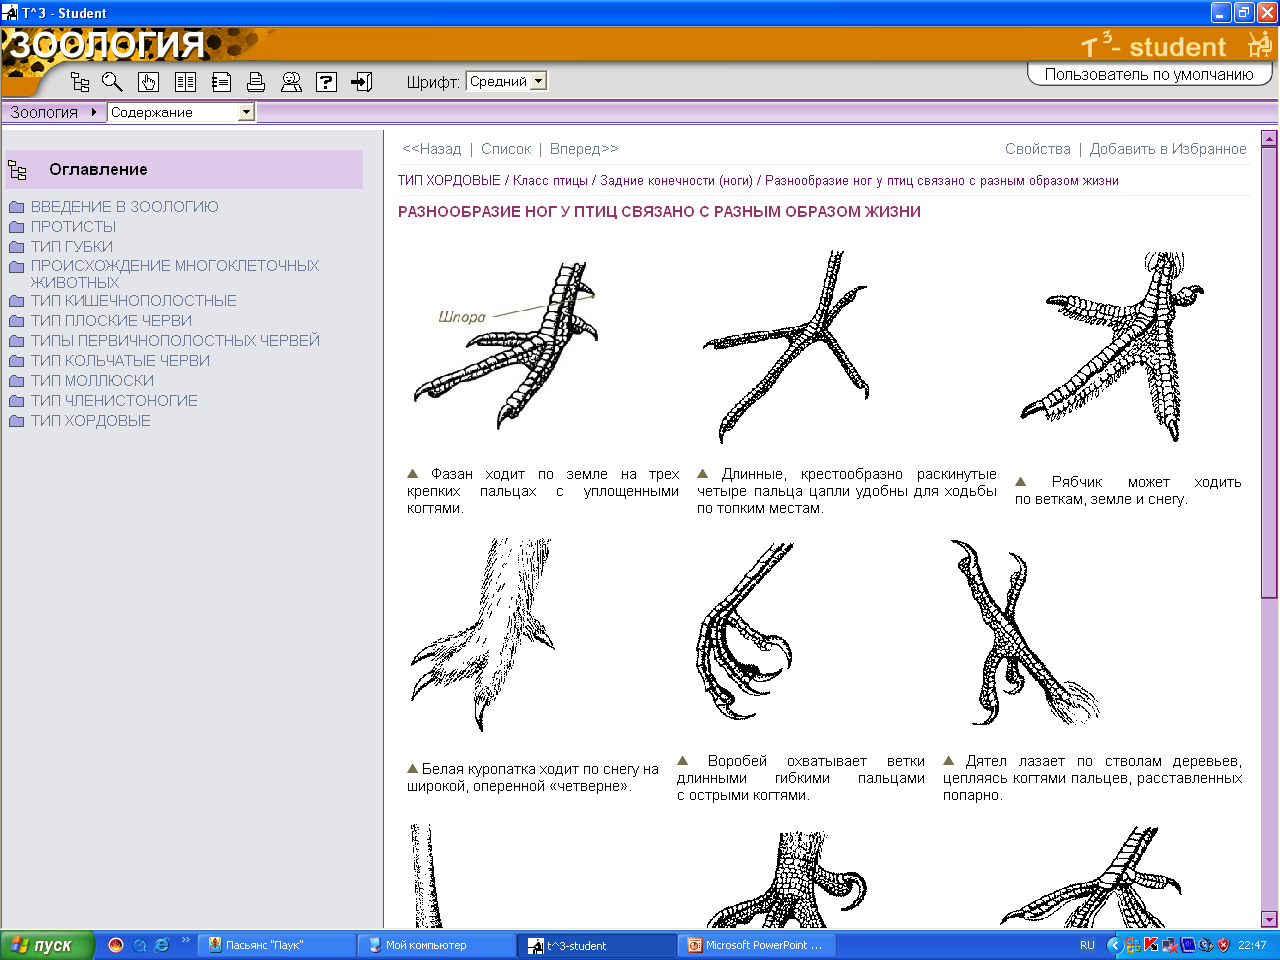 T^3 - Student
ЗООЛОГИЯ
T3- student
Шрифт: Средний
Пользователь по умолчанию
Зоология Содержание
Оглавление
ВВЕДЕНИЕ В ЗООЛОГИЮ
ПРОТИСТЫ
ТИП ГУБКИ
ПРОИСХОЖДЕНИЕ МНОГОКЛЕТОЧНЫХ
ЖИВОТНЫХ
ТИП КИШЕЧНОПОЛОСТНЫЕ
ТИП ПЛОСКИЕ ЧЕРВИ
ТИПЫ ПЕРВИЧНОПОЛОСТНЫХ ЧЕРВЕЙ
ТИП КОЛЬЧАТЫЕ ЧЕРВИ
ТИП МОЛЛЮСКИ
ТИП ЧЛЕНИСТОНОГИЕ
ТИП ХОРДОВЫЕ
<<Назад | Список | Вперед>>
Свойства | Добавить в Избранное
ТИП ХОРДОВЫЕ / Класс птицы / Задние конечности (ноги) / Разнообразие ног у птиц связано с разным образом жизни
РАЗНООБРАЗИЕ НОГ У ПТИЦ СВЯЗАНО С РАЗНЫМ ОБРАЗОМ ЖИЗНИ
Шпора
Фазан ходит по земле на трех
крепких пальцах с уплощенными
когтями.
Длинные, крестообразно раскинутые
четыре пальца цапли удобны для ходьбы
по топким местам.
Рябчик может ходить
по веткам, земле и снегу.
Белая куропатка ходит по снегу на
широкой, оперенной «четверне».
Воробей охватывает ветки
длинными гибкими пальцами
с острыми когтями.
Дятел лазает по стволам деревьев,
цепляясь когтями пальцев, расставленных
попарно.
пуск
Пасьянс "Паук"
Мой компьютер
t^3-student
Microsoft PowerPoint ...
RU
22:47